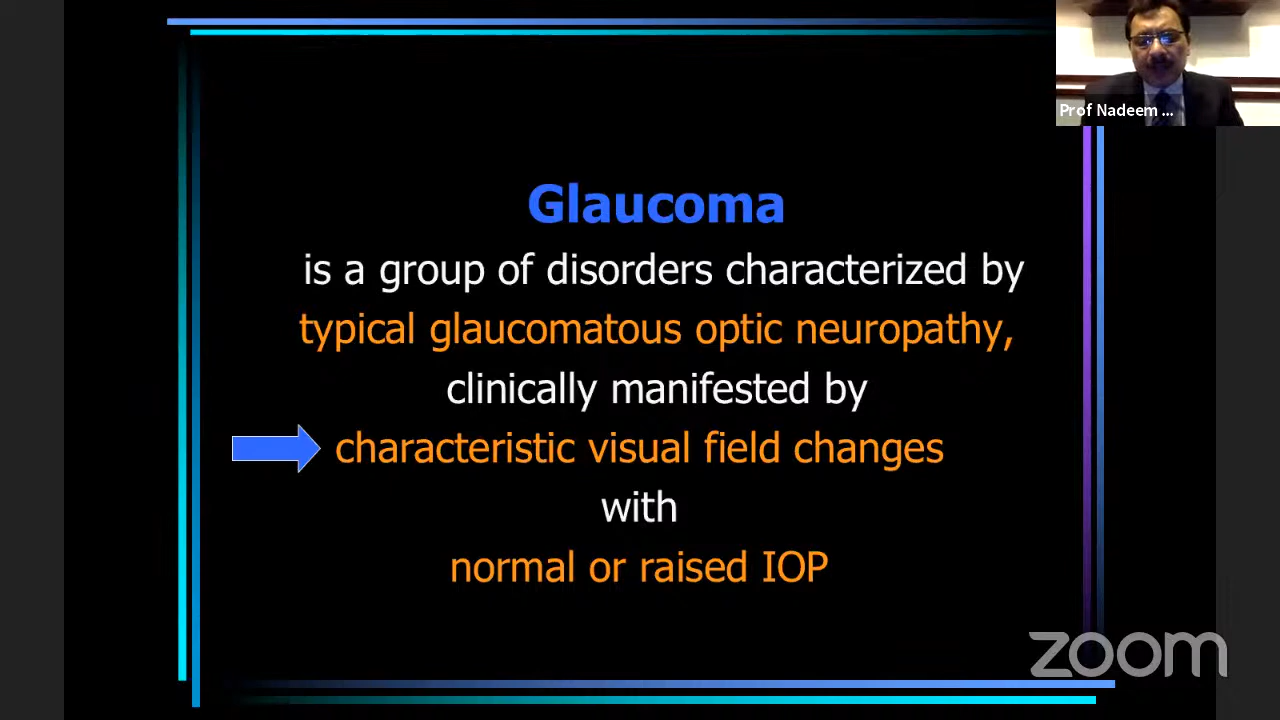 Prof Nadeem ...
Glaucoma
is a group of disorders characterized by
typical glaucomatous optic neuropathy,
clinically manifested by
characteristic visual field changes
with
normal or raised IOP
zoom